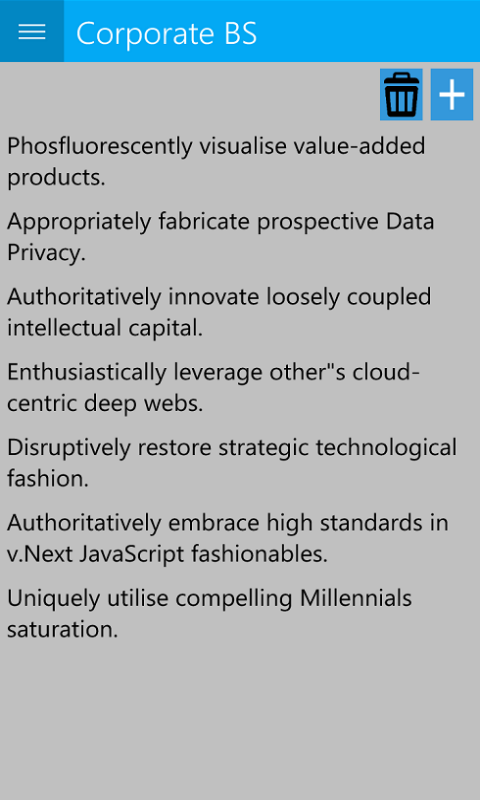 Corporate BS
Phosfluorescently visualise value-added
products.
Appropriately fabricate prospective Data
Privacy.
Authoritatively innovate loosely coupled
intellectual capital.
Enthusiastically leverage other"s cloud-
centric deep webs.
Disruptively restore strategic technological
fashion.
Authoritatively embrace high standards in
v.Next JavaScript fashionables.
Uniquely utilise compelling Millennials
saturation.